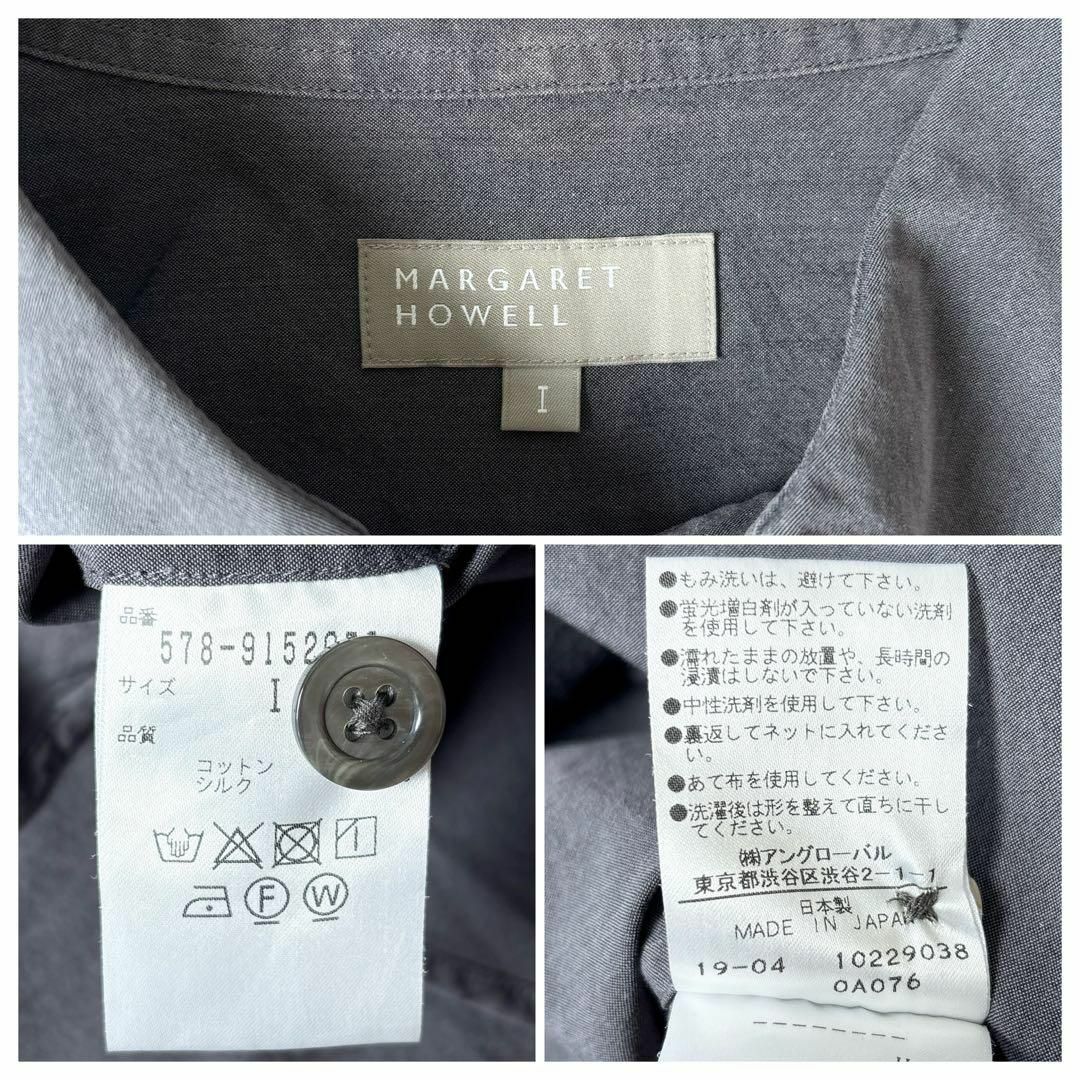 MARGARET
HOWELL
I
品番
578-9152
サイズ
I
品質
コットン
シルク
F W
●もみ洗いは、避けて下さい。
●蛍光増白剤が入っていない洗剤
を使用して下さい。
●濡れたままの放置や、長時間の
浸漬はしないで下さい。
●中性洗剤を使用して下さい。
●裏返してネットに入れてくださ
い。
●あて布を使用してください。
●洗濯後は形を整えて直ちに干し
てください。
㈱アングローバル
東京都渋谷区渋谷2-1-1
日本製
MADE IN JAPAN
19-04 10229038
0A076